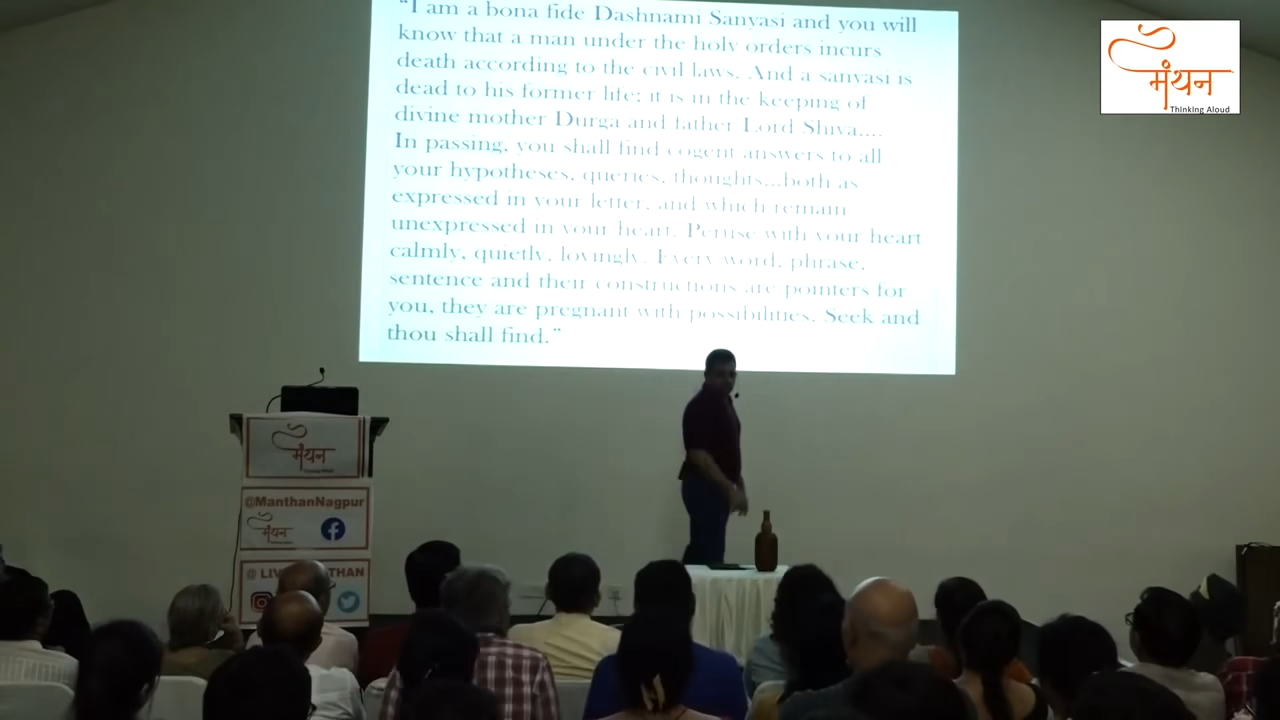 “I am a bona fide Dashnami Sanyasi and you will
know that a man under the holy orders incurs
death according to the civil laws. And a sanyasi is
dead to his former life; it is in the keeping of
divine mother Durga and father Lord Shiva....
In passing, you shall find cogent answers to all
your hypotheses, queries, thoughts...both as
expressed in your letter, and which remain
unexpressed in your heart. Peruse with your heart
calmly, quietly, lovingly. Every word, phrase,
sentence and their constructions are pointers for
you, they are pregnant with possibilities. Seek and
thou shall find.”
मंथन
Thinking Aloud
मंथन
@ManthanNagpur
मंथन
@ LIV THAN